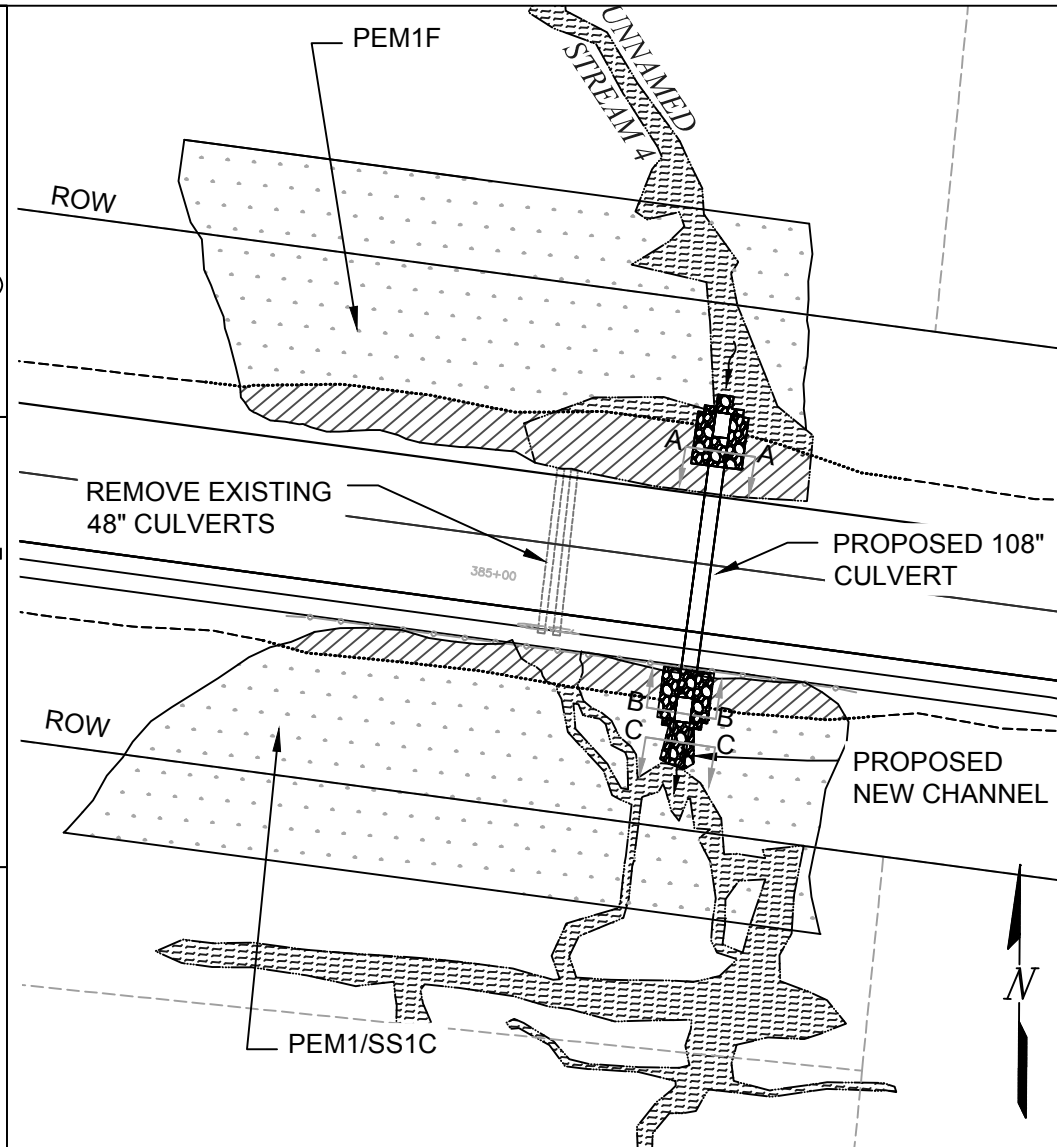 PEM1F
UNNAMED
STREAM 4
ROW
A
A
REMOVE EXISTING
48" CULVERTS
PROPOSED 108"
CULVERT
385+00
B
B
C
C
ROW
PROPOSED
NEW CHANNEL
N
PEM1/SS1C